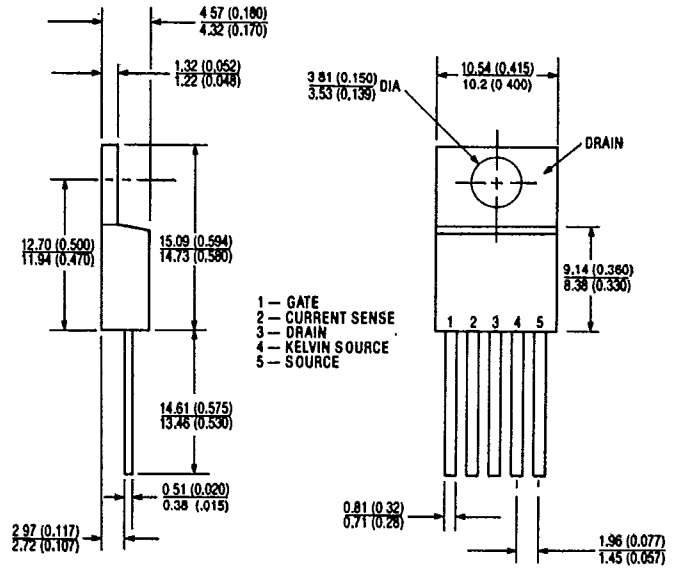 4.57 (0.180)
4.32 (0.170)
1.32 (0.052)
1.22 (0.048)
10.54 (0.415)
10.2 (0 400)
3 81 (0.150)
3.53 (0.139)
DIA
DRAIN
12.70 (0.500)
11.94 (0.470)
15.09 (0.594)
14.73 (0.580)
9.14 (0.360)
8.38 (0.330)
1 — GATE
2 — CURRENT SENSE
3 — DRAIN
4 — KELVIN SOURCE
5 — SOURCE
1 2 3 4 5
14.61 (0.575)
13.46 (0.530)
0 51 (0.020)
0.38 (.015)
0.81 (0 32)
0.71 (0.28)
2 97 (0.117)
2.72 (0.107)
1.96 (0.077)
1.45 (0.057)